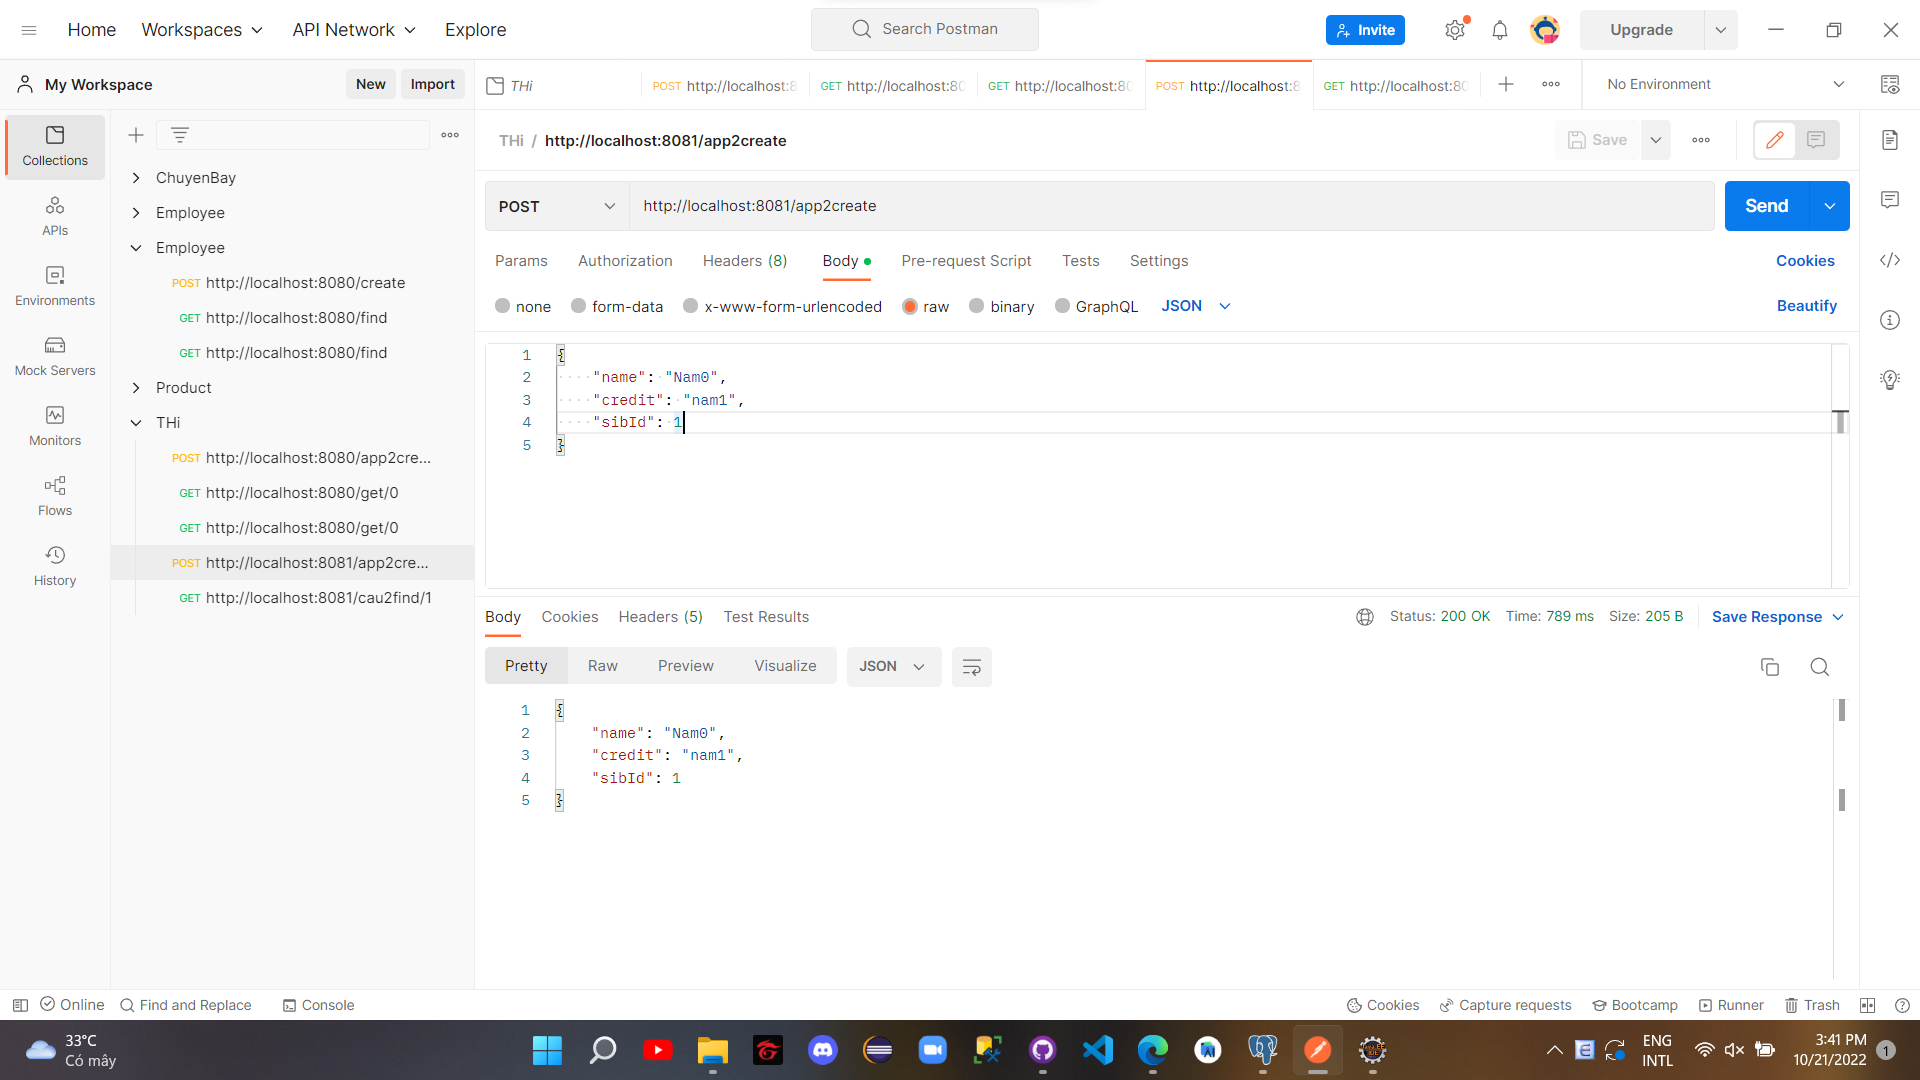 Home Workspaces API Network Explore Search Postman Invite Upgrade
My Workspace New Import THi POST http://localhost:8 GET http://localhost:80 GET http://localhost:80 POST http://localhost:8 GET http://localhost:80 No Environment
THi / http://localhost:8081/app2create Save
Collections
APIs
Environments
Mock Servers
Monitors
Flows
History
ChuyenBay
Employee
Employee
POST http://localhost:8080/create
GET http://localhost:8080/find
GET http://localhost:8080/find
Product
THi
POST http://localhost:8080/app2cre...
GET http://localhost:8080/get/0
GET http://localhost:8080/get/0
POST http://localhost:8081/app2cre...
GET http://localhost:8081/cau2find/1
POST http://localhost:8081/app2create Send
Params Authorization Headers (8) Body Pre-request Script Tests Settings Cookies
none form-data x-www-form-urlencoded raw binary GraphQL JSON Beautify
1 {
2 "name": "Nam0",
3 "credit": "nam1",
4 "sibId": 1
5 }
Body Cookies Headers (5) Test Results Status: 200 OK Time: 789 ms Size: 205 B Save Response
Pretty Raw Preview Visualize JSON
1 {
2 "name": "Nam0",
3 "credit": "nam1",
4 "sibId": 1
5 }
Online Find and Replace Console Cookies Capture requests Bootcamp Runner Trash
33°C
Có mây
ENG
INTL
3:41 PM
10/21/2022
1